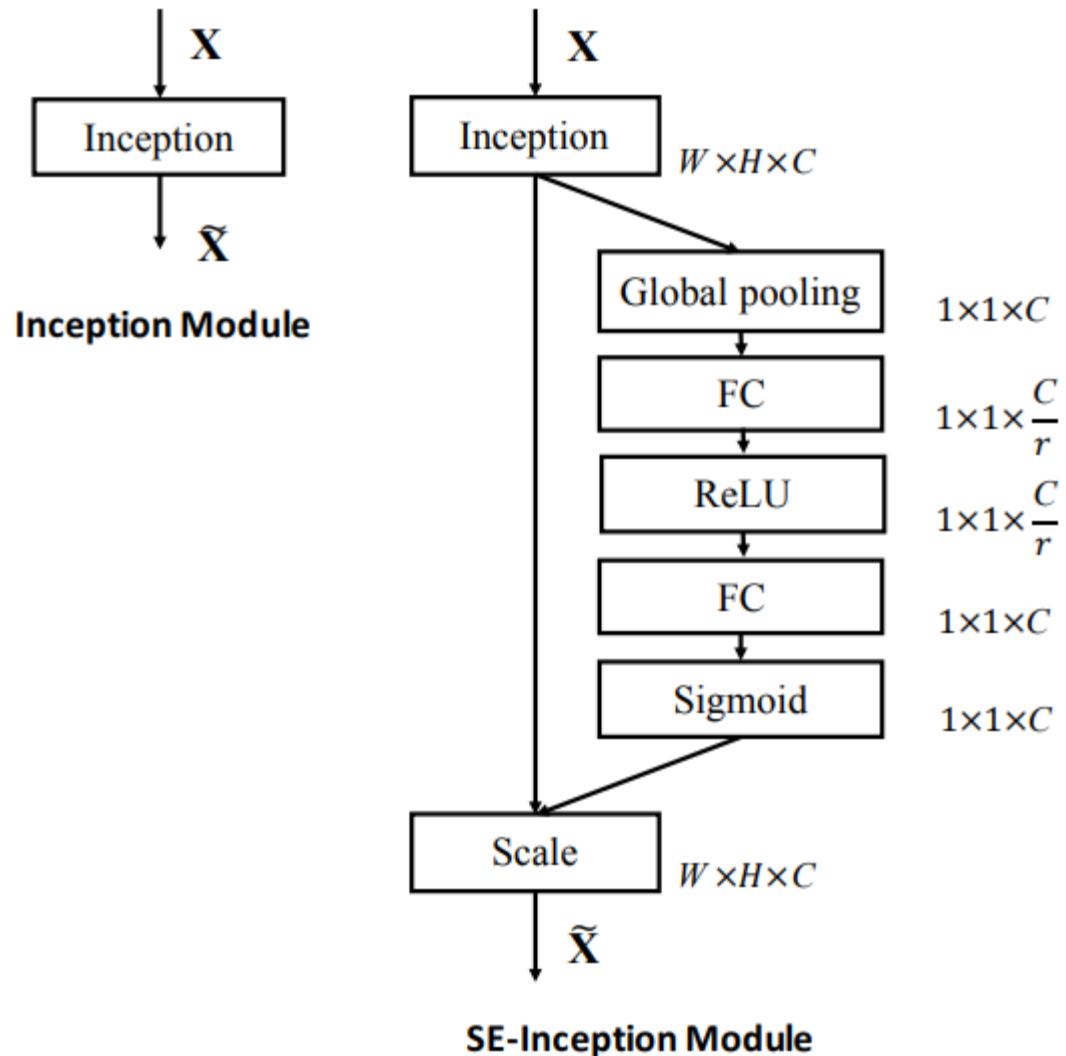 X
Inception
X̃
Inception Module
X
Inception
W×H×C
Global pooling
1×1×C
FC
1×1×C/r
ReLU
1×1×C/r
FC
1×1×C
Sigmoid
1×1×C
Scale
W×H×C
X̃
SE-Inception Module